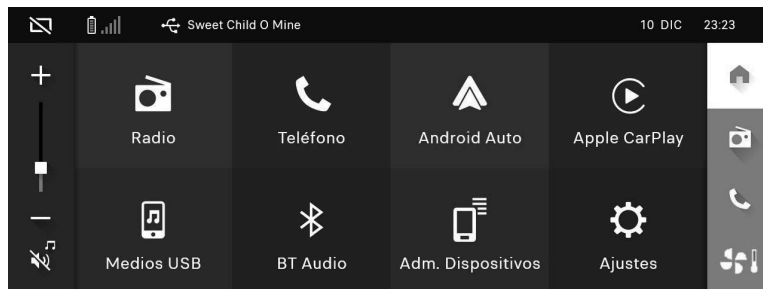 Sweet Child O Mine
10 DIC 23:23
Radio
Teléfono
Android Auto
Apple CarPlay
Medios USB
BT Audio
Adm. Dispositivos
Ajustes